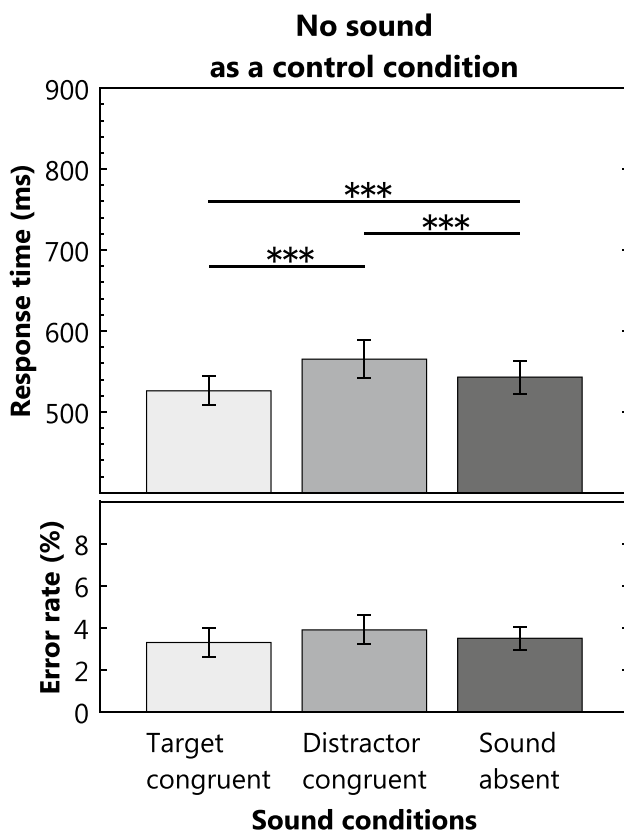 No sound
as a control condition
900
800
700
600
500
Response time (ms)
***
***
***
8
6
4
2
0
Error rate (%)
Target congruent
Distractor congruent
Sound absent
Sound conditions